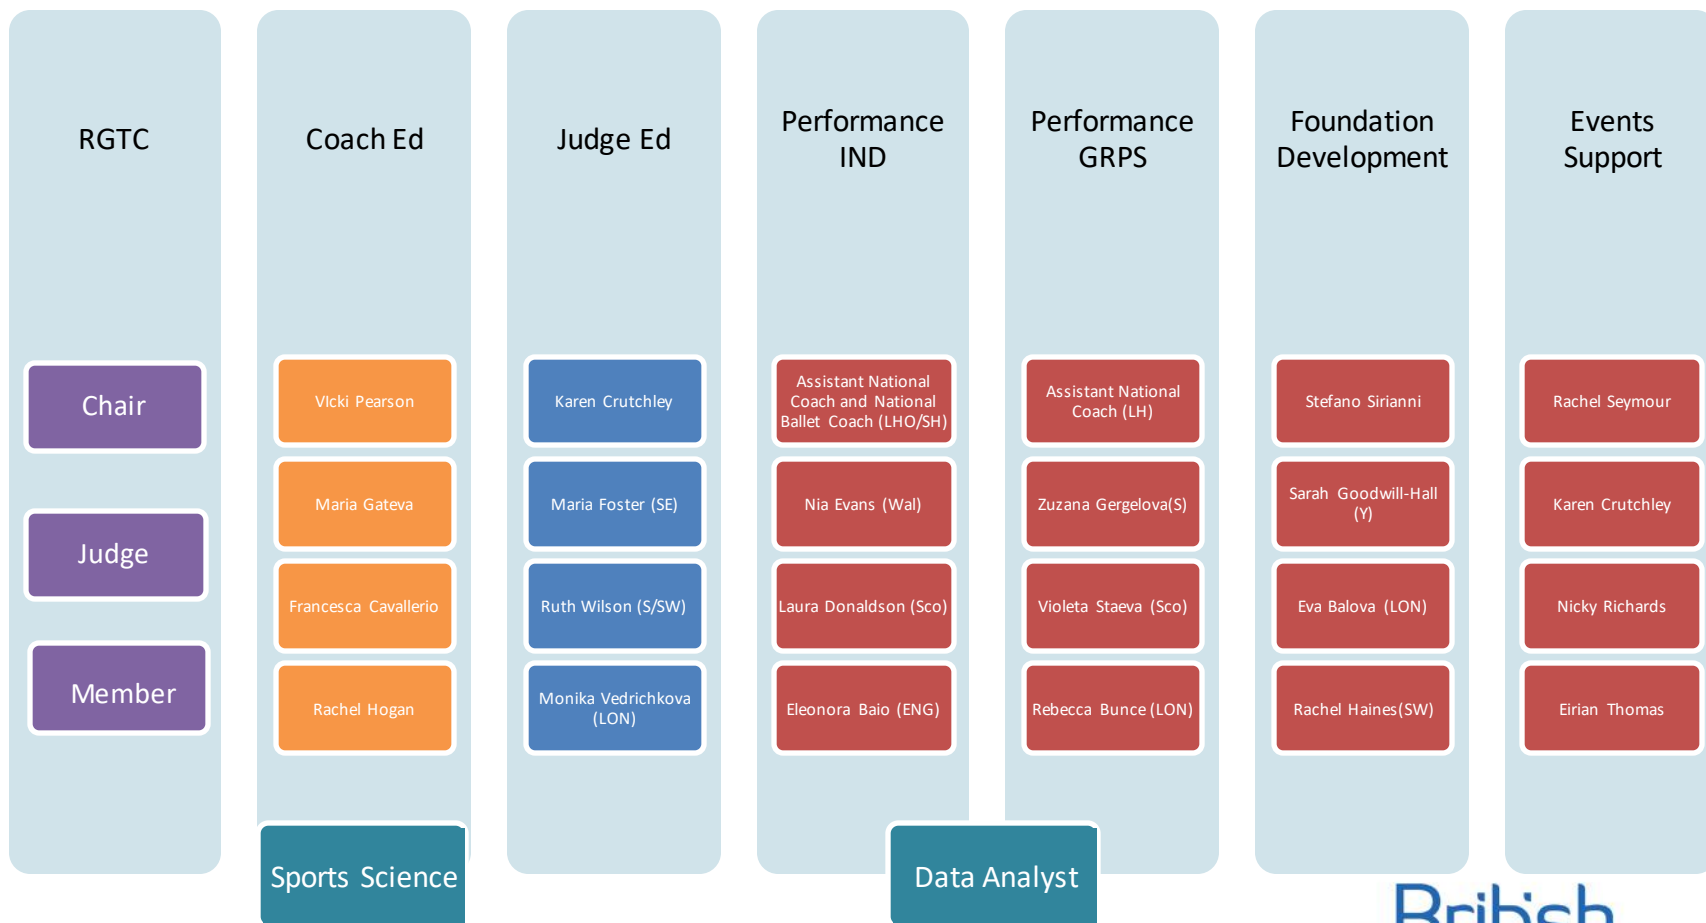 RGTC
Chair
Judge
Member
Coach Ed
VIcki Pearson
Maria Gateva
Francesca Cavallerio
Rachel Hogan
Sports Science
Judge Ed
Karen Crutchley
Maria Foster (SE)
Ruth Wilson (S/SW)
Monika Vedrichkova
(LON)
Performance
IND
Assistant National
Coach and National
Ballet Coach (LHO/SH)
Nia Evans (Wal)
Laura Donaldson (Sco)
Eleonora Baio (ENG)
Data Analyst
Performance
GRPS
Assistant National
Coach (LH)
Zuzana Gergelova(S)
Violeta Staeva (Sco)
Rebecca Bunce (LON)
Foundation
Development
Stefano Sirianni
Sarah Goodwill-Hall
(Y)
Eva Balova (LON)
Rachel Haines(SW)
Events
Support
Rachel Seymour
Karen Crutchley
Nicky Richards
Eirian Thomas